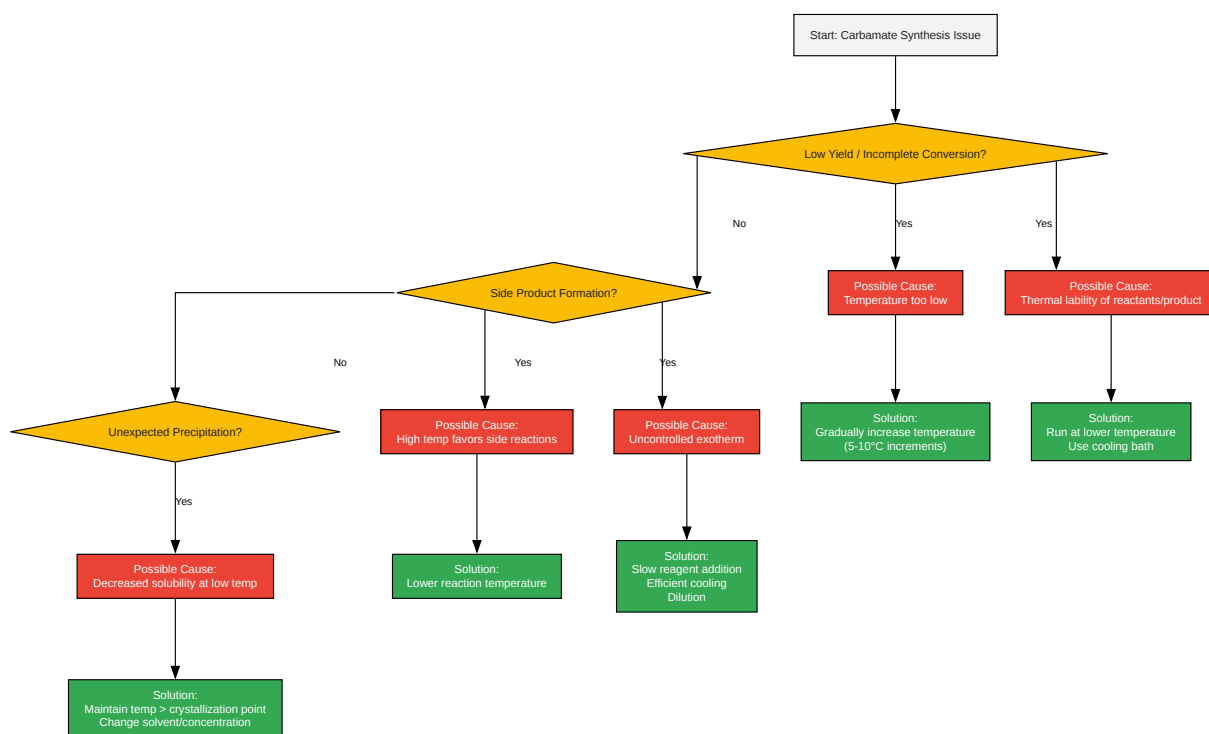 Start: Carbamate Synthesis Issue
Low Yield / Incomplete Conversion?
No
Yes
Yes
Side Product Formation?
Possible Cause:
Temperature too low
Possible Cause:
Thermal lability of reactants/product
No
Yes
Yes
Unexpected Precipitation?
Possible Cause:
High temp favors side reactions
Possible Cause:
Uncontrolled exotherm
Solution:
Gradually increase temperature
(5-10°C increments)
Solution:
Run at lower temperature
Use cooling bath
Yes
Possible Cause:
Decreased solubility at low temp
Solution:
Lower reaction temperature
Solution:
Slow reagent addition
Efficient cooling
Dilution
Solution:
Maintain temp > crystallization point
Change solvent/concentration